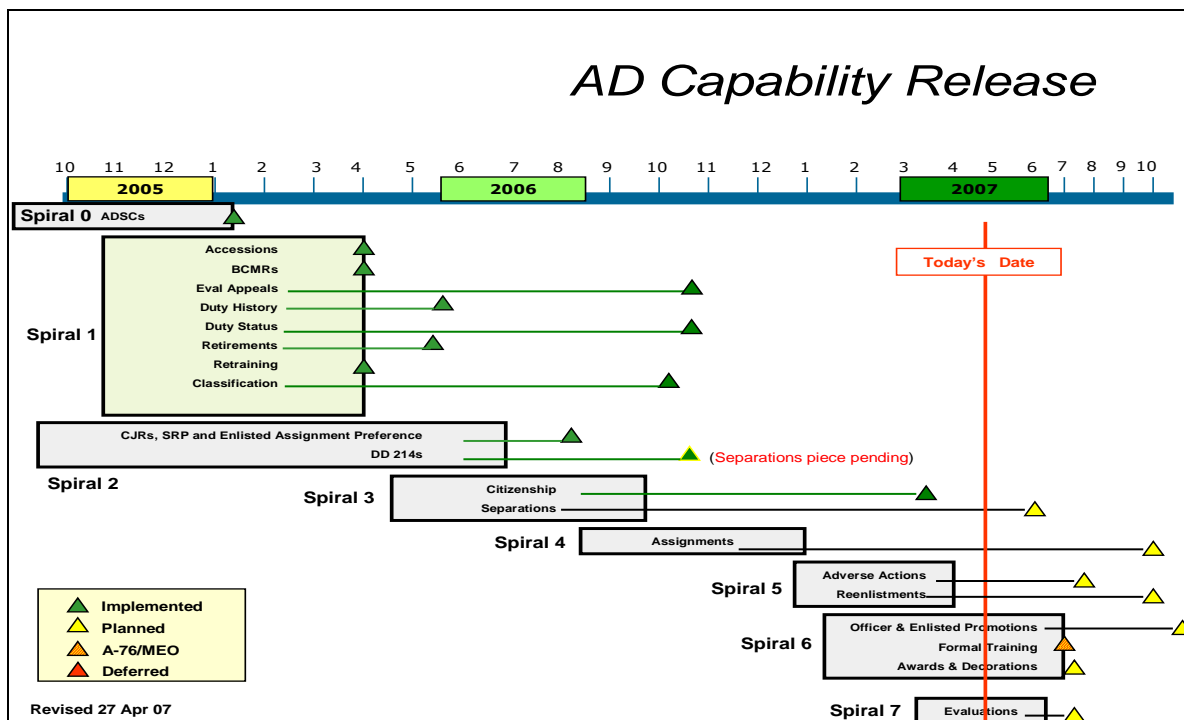 AD Capability Release
10 11 12 1 2 3 4 5 6 7 8 9 10 11 12 1 2 3 4 5 6 7 8 9 10
2005 2006 2007
Spiral 0 ADSCs
Accessions
BCMRs
Today's Date
Eval Appeals
Duty History
Duty Status
Spiral 1
Retirements
Retraining
Classification
CJRs, SRP and Enlisted Assignment Preference
DD 214s (Separations piece pending)
Spiral 2
Citizenship
Spiral 3
Separations
Spiral 4 Assignments
Adverse Actions
Spiral 5
Reenlistments
Officer & Enlisted Promotions
Spiral 6
Formal Training
Awards & Decorations
Implemented
Planned
A-76/MEO
Deferred
Revised 27 Apr 07
Spiral 7 Evaluations